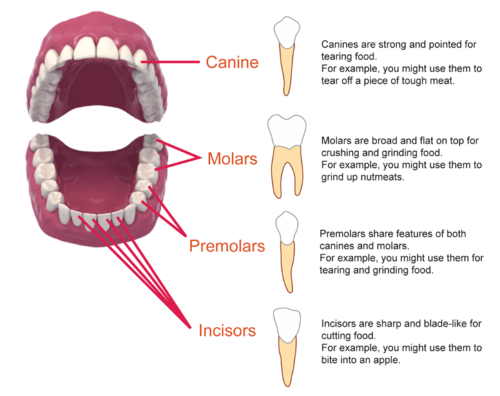 Canine
Canines are strong and pointed for
tearing food.
For example, you might use them to
tear off a piece of tough meat.
Molars
Molars are broad and flat on top for
crushing and grinding food.
For example, you might use them to
grind up nutmeats.
Premolars
Premolars share features of both
canines and molars.
For example, you might use them for
tearing and grinding food.
Incisors
Incisors are sharp and blade-like for
cutting food.
For example, you might use them to
bite into an apple.